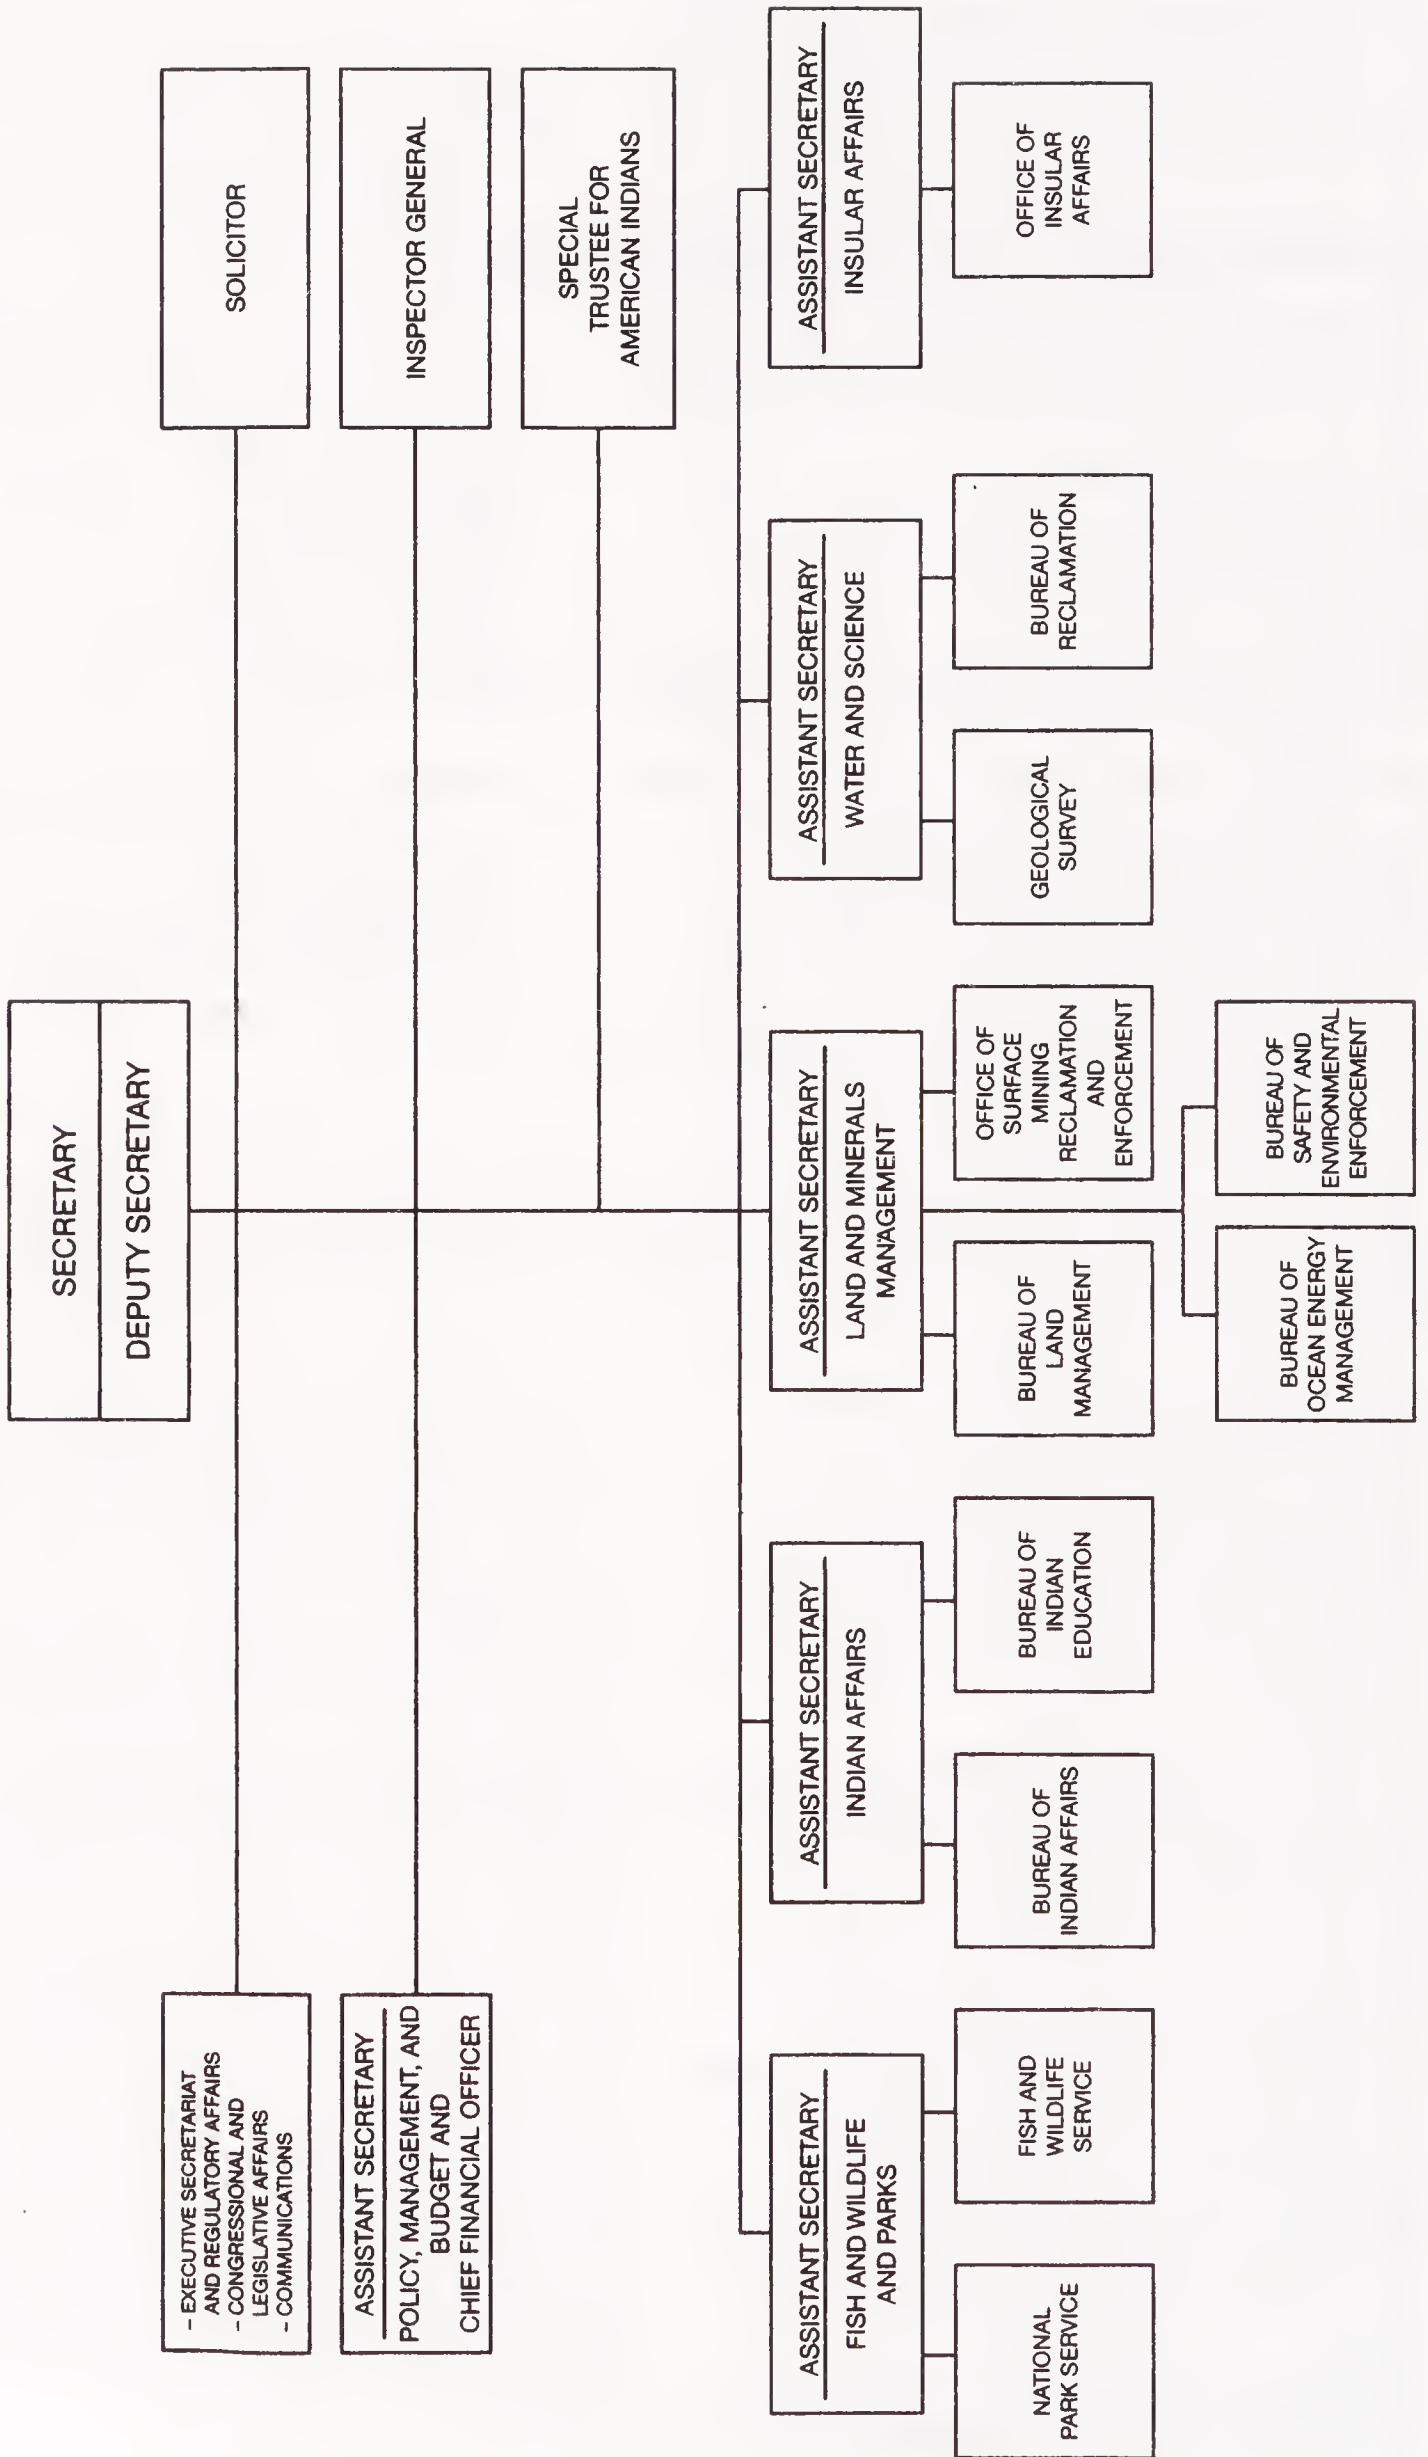 SECRETARY
DEPUTY SECRETARY
- EXECUTIVE SECRETARIAT
AND REGULATORY AFFAIRS
- CONGRESSIONAL AND
LEGISLATIVE AFFAIRS
- COMMUNICATIONS
SOLICITOR
ASSISTANT SECRETARY
POLICY, MANAGEMENT, AND
BUDGET AND
CHIEF FINANCIAL OFFICER
INSPECTOR GENERAL
SPECIAL
TRUSTEE FOR
AMERICAN INDIANS
ASSISTANT SECRETARY
FISH AND WILDLIFE
AND PARKS
ASSISTANT SECRETARY
INDIAN AFFAIRS
ASSISTANT SECRETARY
LAND AND MINERALS
MANAGEMENT
ASSISTANT SECRETARY
WATER AND SCIENCE
ASSISTANT SECRETARY
INSULAR AFFAIRS
NATIONAL
PARK SERVICE
FISH AND
WILDLIFE
SERVICE
BUREAU OF
INDIAN AFFAIRS
BUREAU OF
INDIAN
EDUCATION
BUREAU OF
LAND
MANAGEMENT
OFFICE OF
SURFACE
MINING
RECLAMATION
AND
ENFORCEMENT
GEOLOGICAL
SURVEY
BUREAU OF
RECLAMATION
OFFICE OF
INSULAR
AFFAIRS
BUREAU OF
OCEAN ENERGY
MANAGEMENT
BUREAU OF
SAFETY AND
ENVIRONMENTAL
ENFORCEMENT